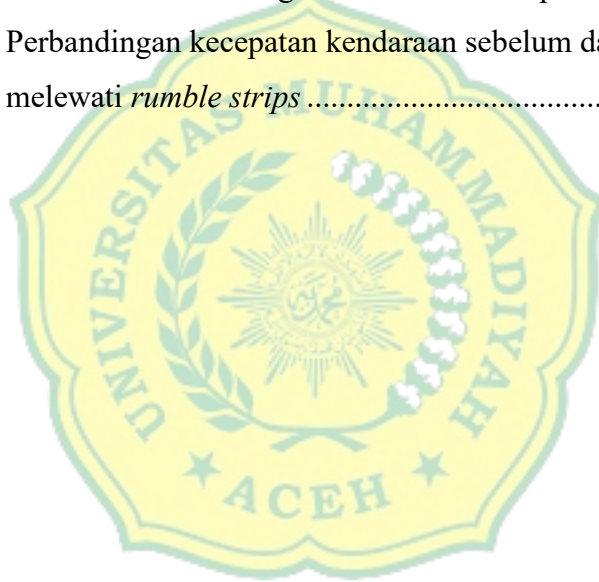 Perbandingan kecepatan kendaraan sebelum da
melewati rumble strips ....................................
UNIVERSITAS MUHAMMADIYAH
ACEH